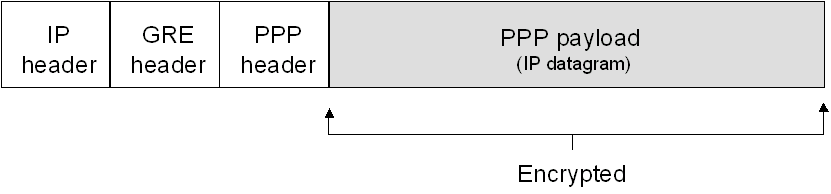 IP
header
GRE
header
PPP
header
PPP payload
(IP datagram)
Encrypted